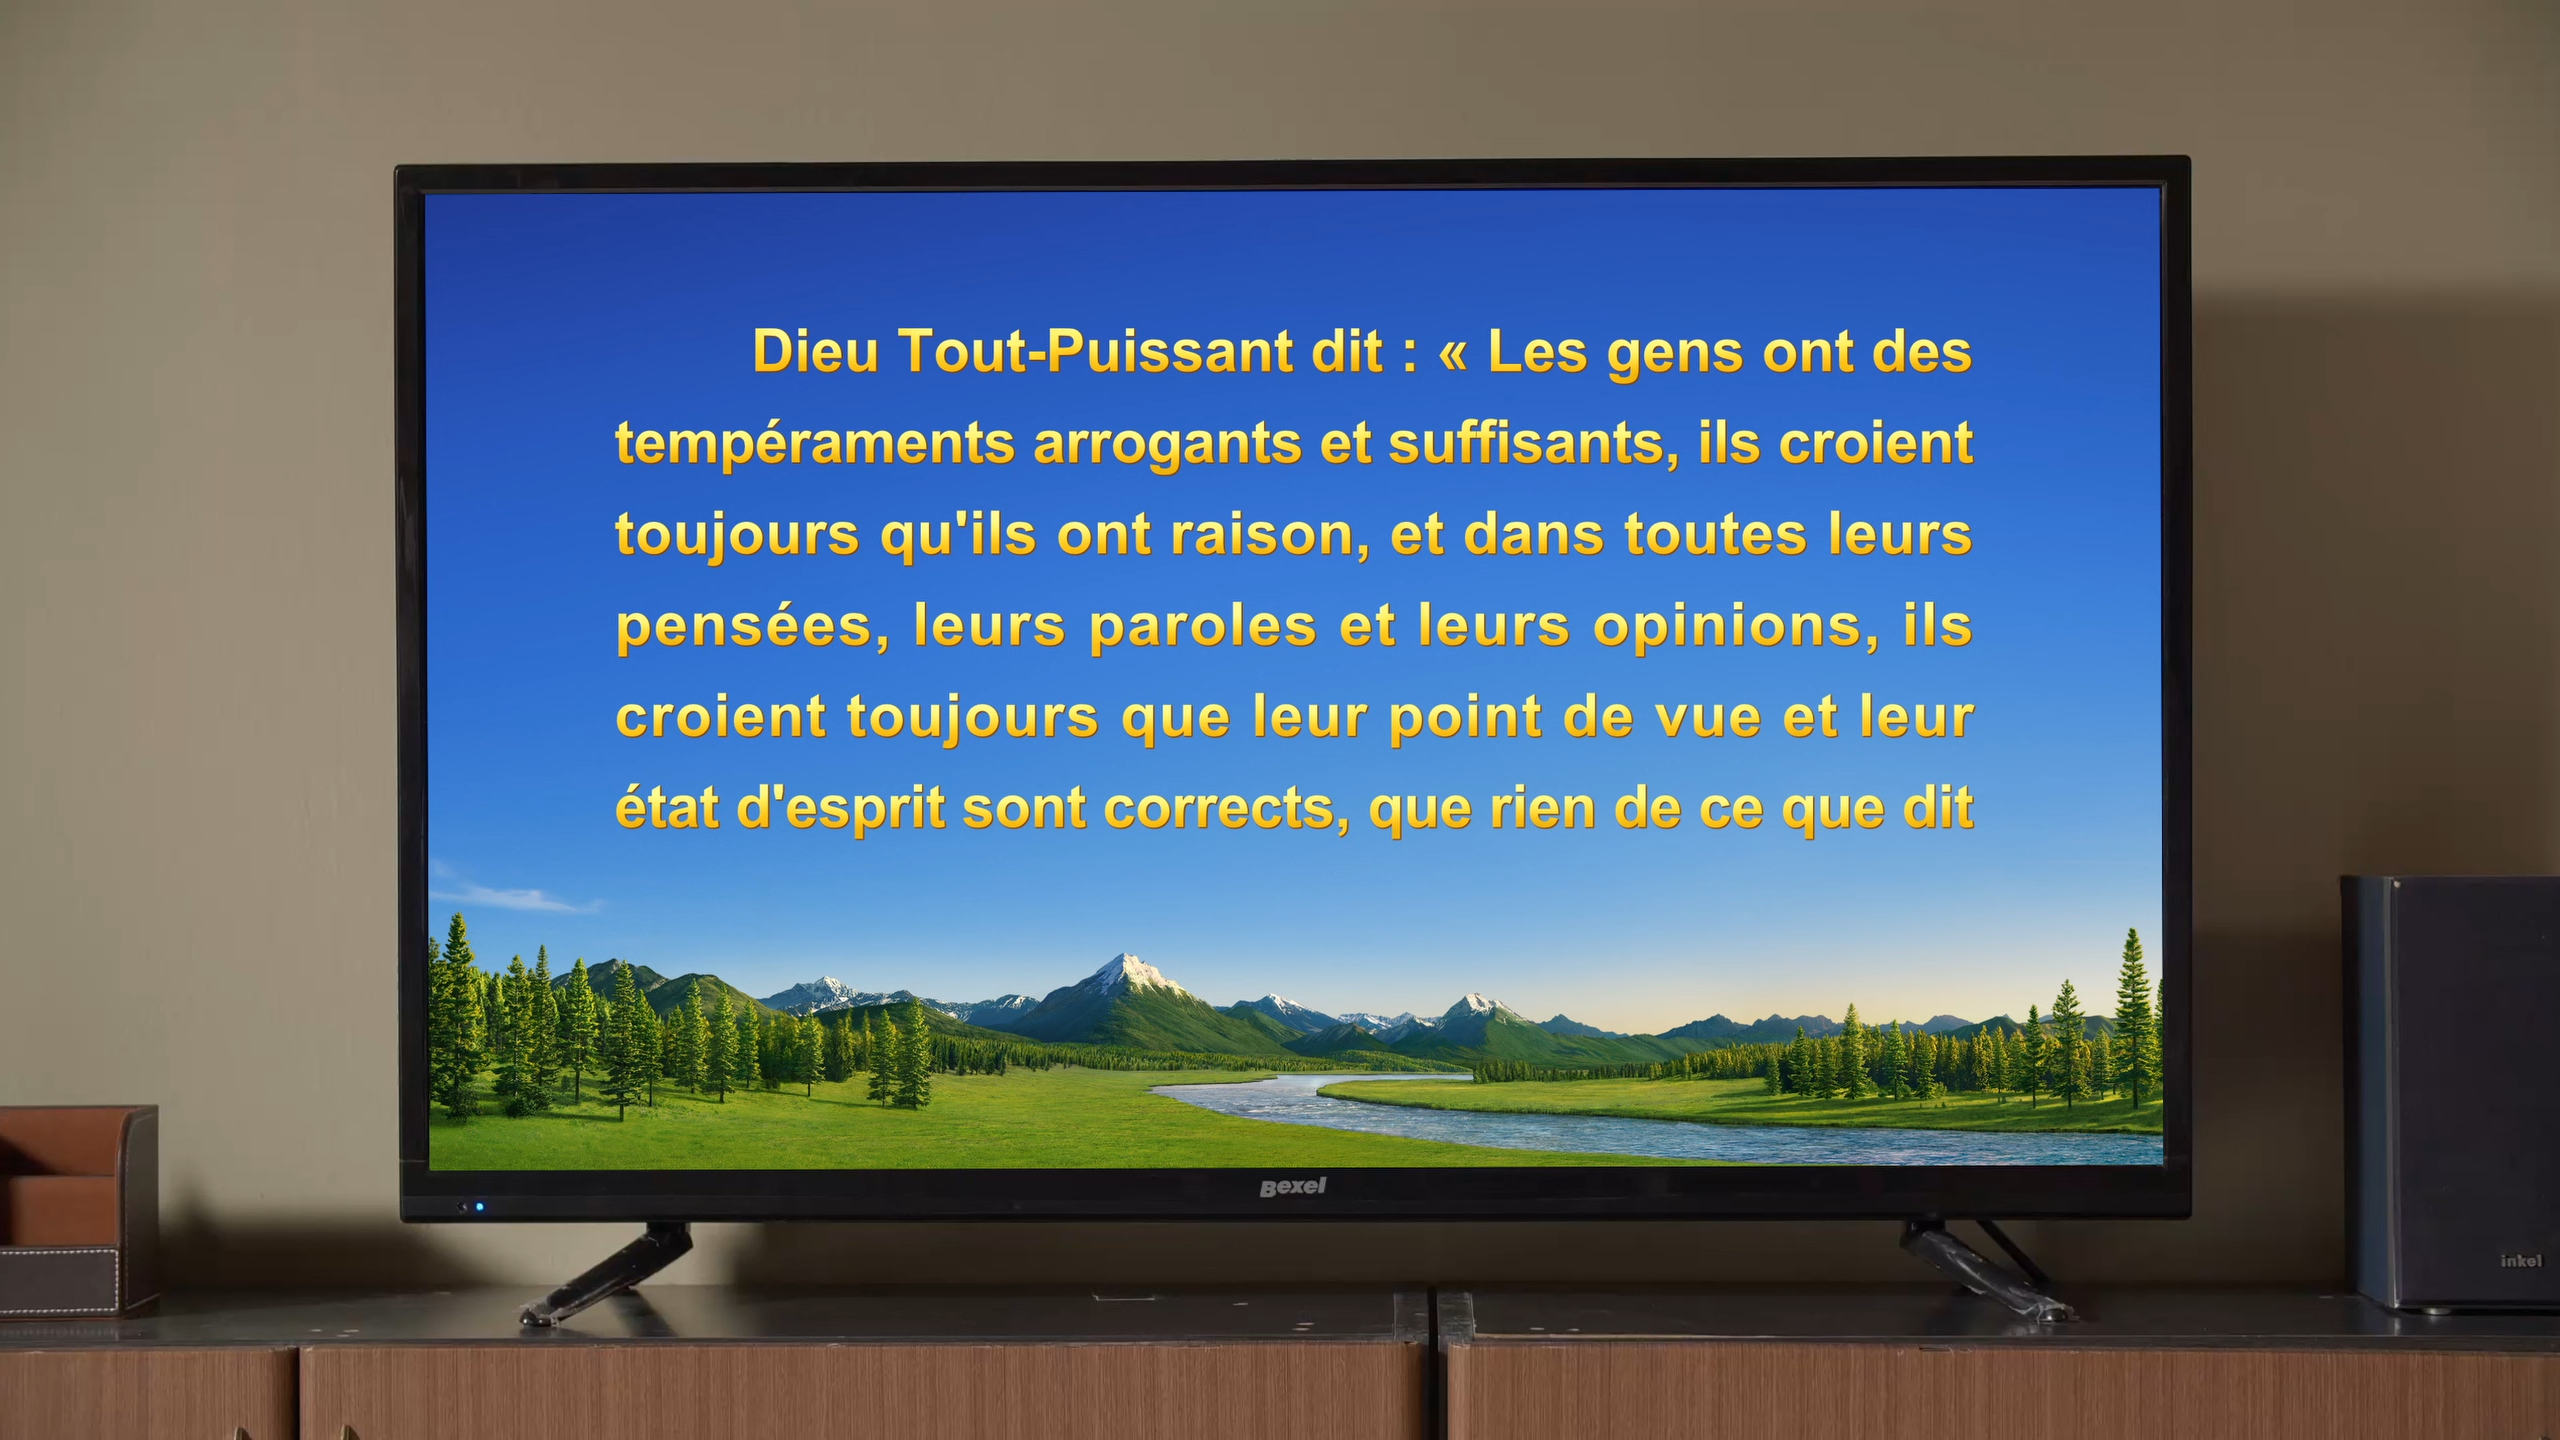 Dieu Tout-Puissant dit : « Les gens ont des
tempéraments arrogants et suffisants, ils croient
toujours qu'ils ont raison, et dans toutes leurs
pensées, leurs paroles et leurs opinions, ils
croient toujours que leur point de vue et leur
état d'esprit sont corrects, que rien de ce que dit
Bexel
inkel